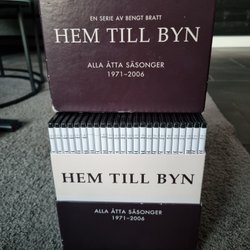 EN SERIE AV BENGT BRATT
HEM TILL BYN
ALLA ÅTTA SÄSONGER
1971–2006
HEM TILL BYN
ALLA ÅTTA SÄSONGER
1971–2006